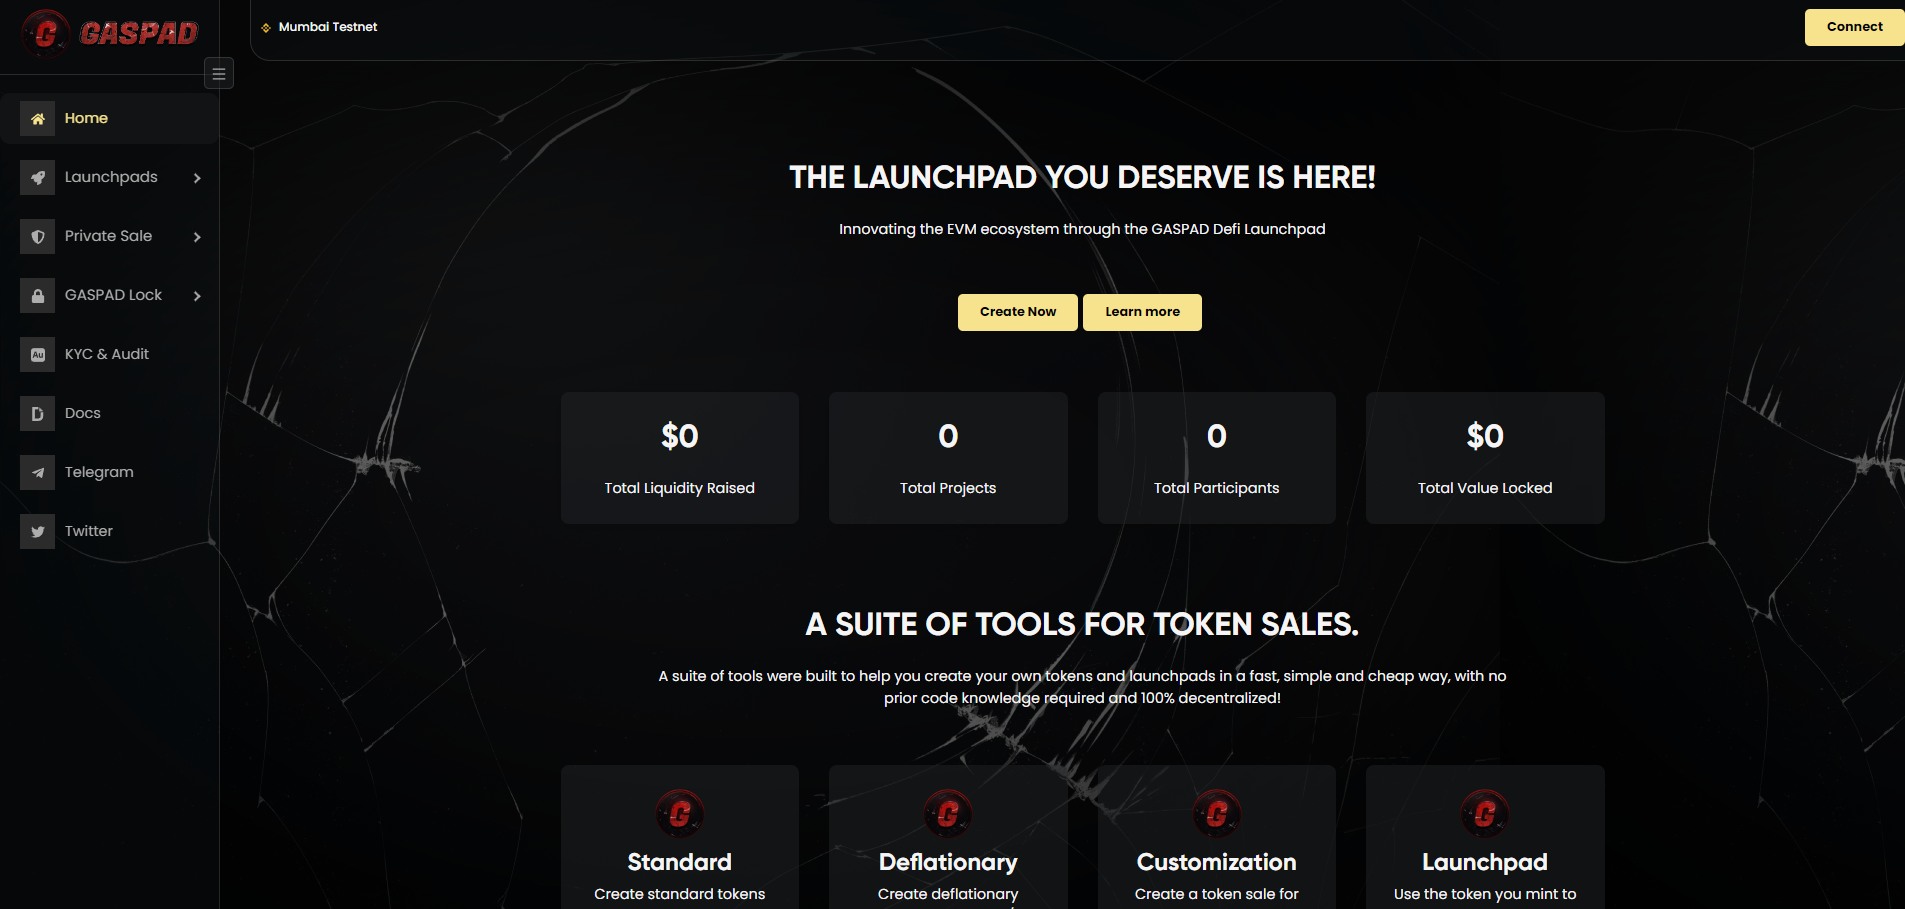 GASPAD
Mumbai Testnet
Connect
Home
Launchpads
Private Sale
GASPAD Lock
Au KYC & Audit
Docs
Telegram
Twitter
THE LAUNCHPAD YOU DESERVE IS HERE!
Innovating the EVM ecosystem through the GASPAD Defi Launchpad
Create Now Learn more
$0 0 0 $0
Total Liquidity Raised Total Projects Total Participants Total Value Locked
A SUITE OF TOOLS FOR TOKEN SALES.
A suite of tools were built to help you create your own tokens and launchpads in a fast, simple and cheap way, with no
prior code knowledge required and 100% decentralized!
G G G G
Standard Deflationary Customization Launchpad
Create standard tokens Create deflationary Create a token sale for Use the token you mint to